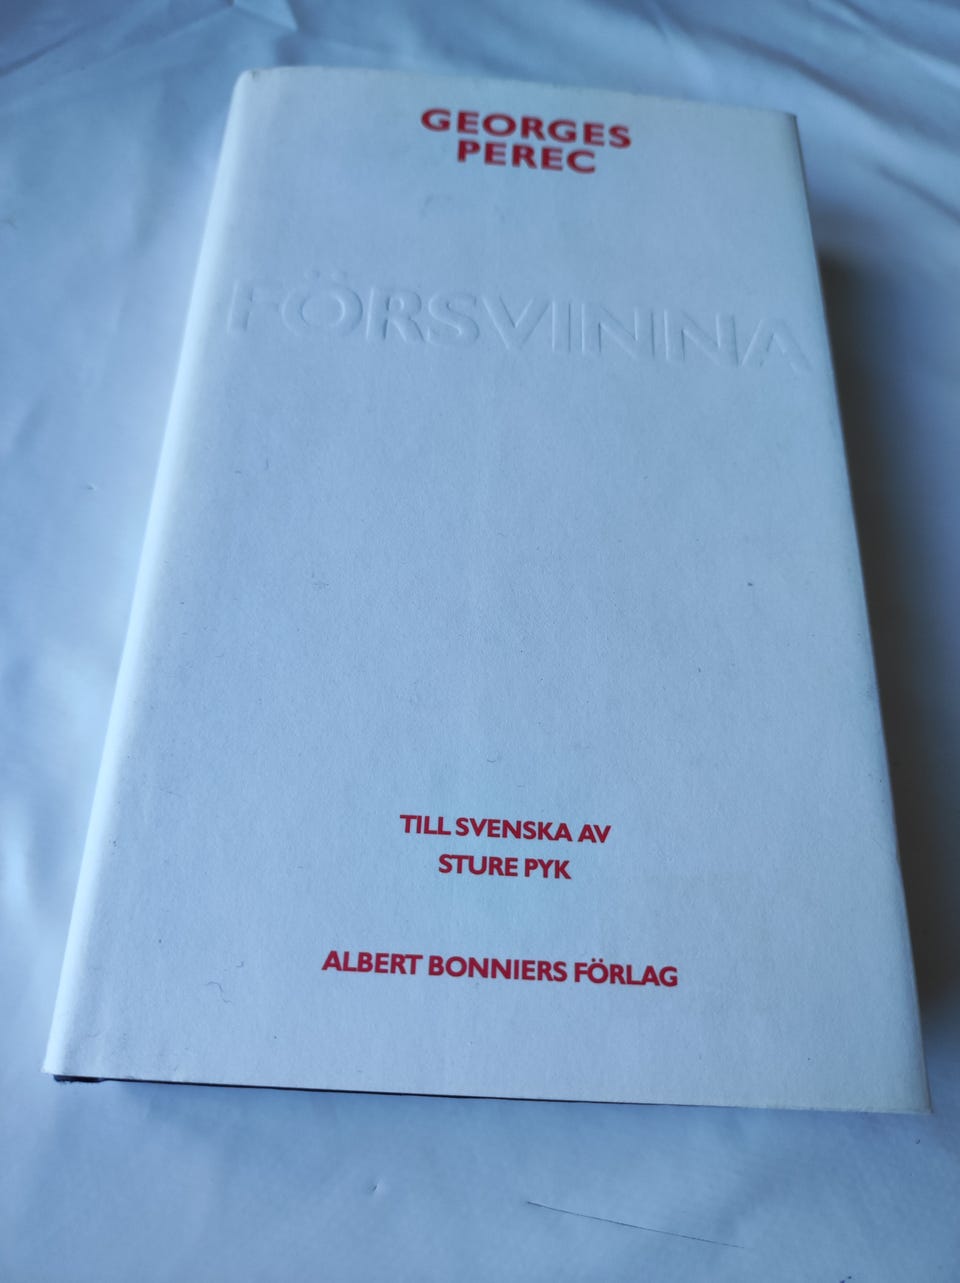 GEORGES
PEREC
FÖRSVINNA
TILL SVENSKA AV
STURE PYK
ALBERT BONNIERS FÖRLAG